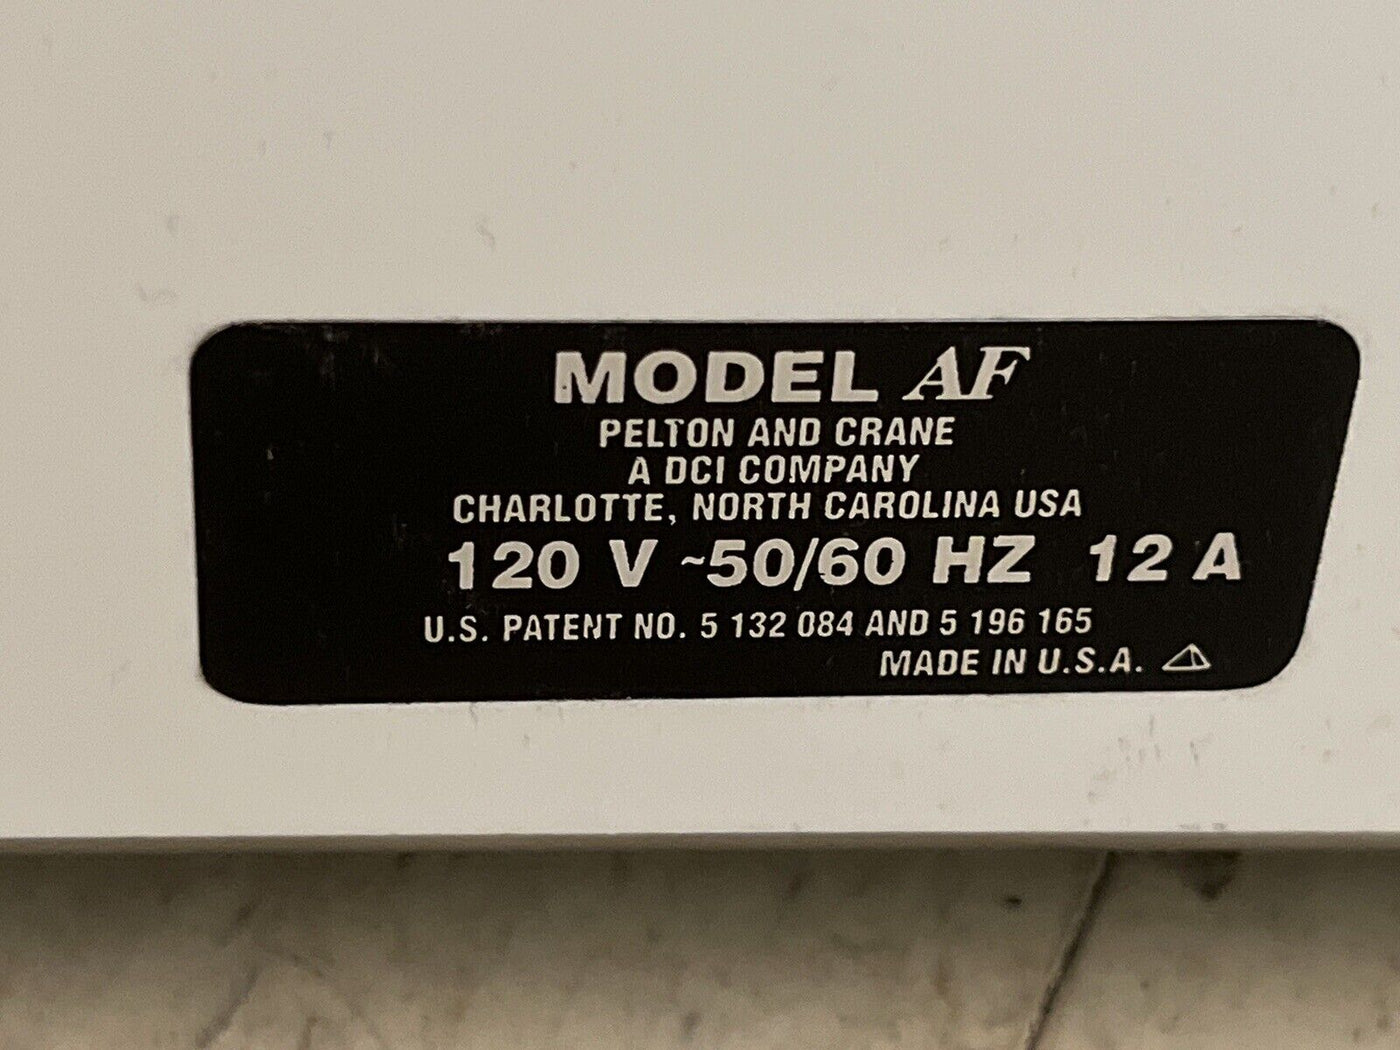 MODEL AF
PELTON AND CRANE
A DCI COMPANY
CHARLOTTE, NORTH CAROLINA USA
120 V ~50/60 HZ 12 A
U.S. PATENT NO. 5 132 084 AND 5 196 165
MADE IN U.S.A.